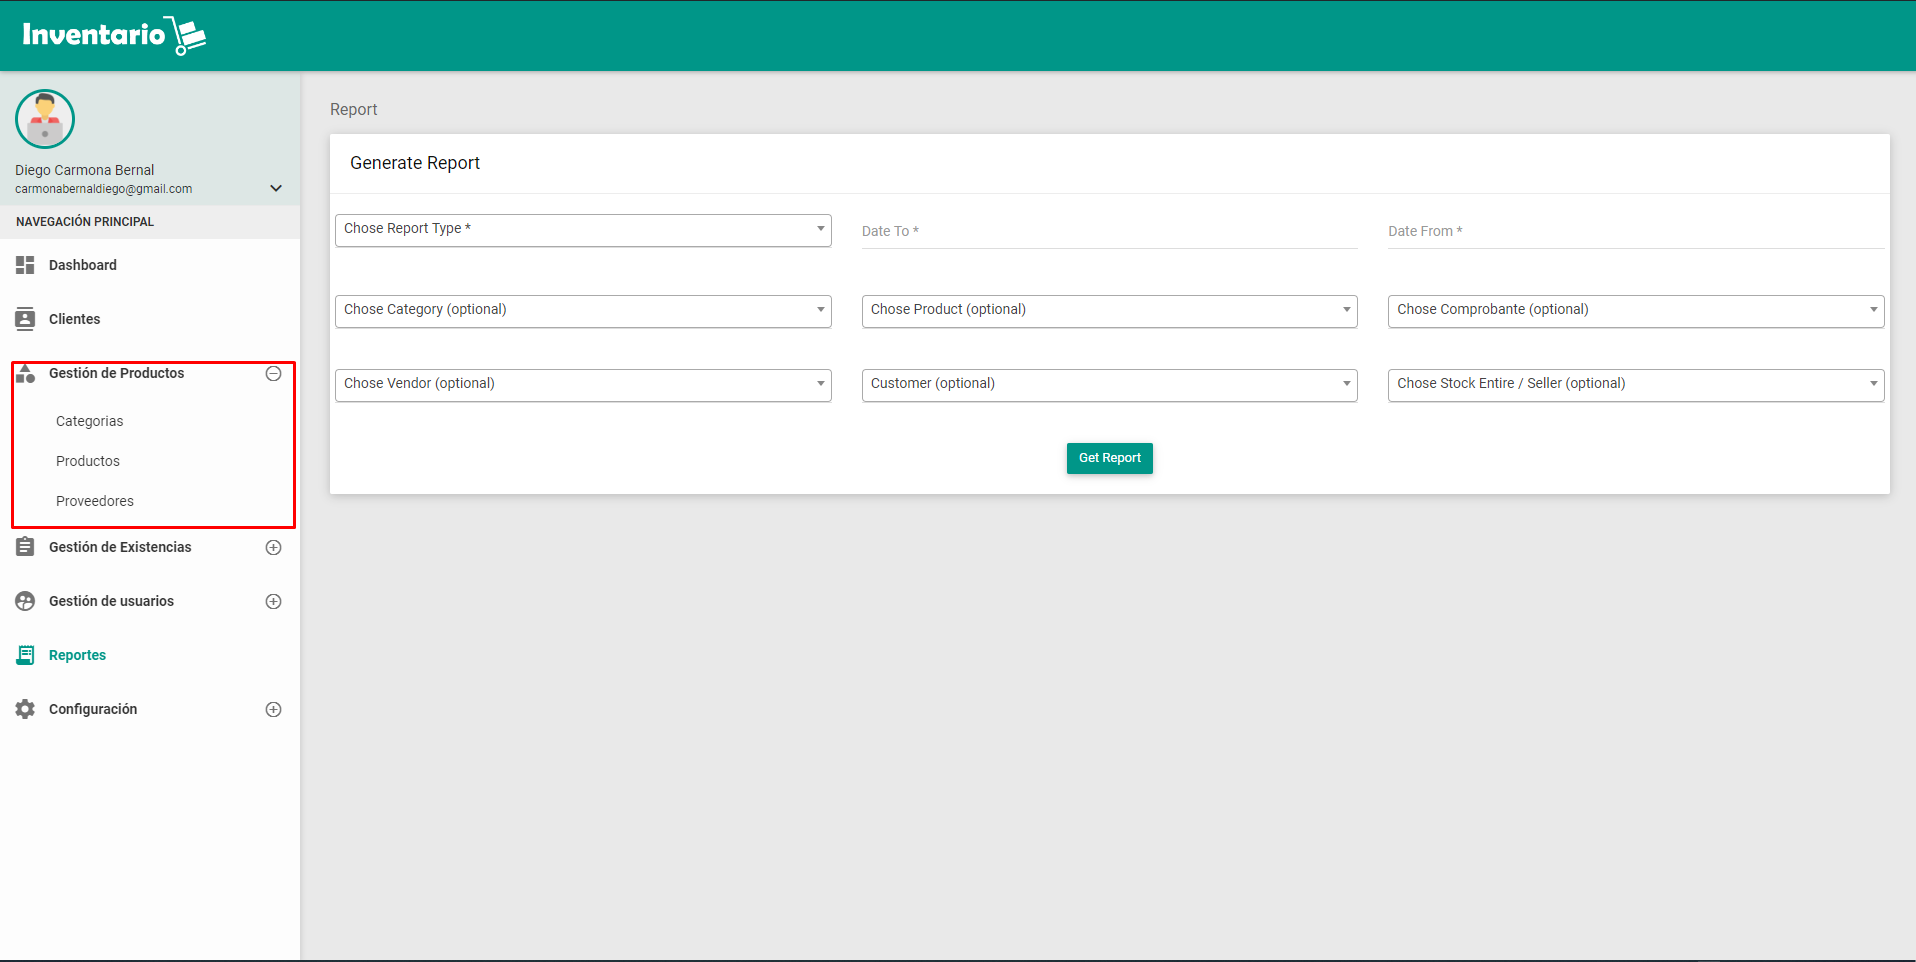 Inventario
Diego Carmona Bernal
carmonabernaldiego@gmail.com
NAVEGACIÓN PRINCIPAL
Dashboard
Clientes
Gestión de Productos
Categorias
Productos
Proveedores
Gestión de Existencias
Gestión de usuarios
Reportes
Configuración
Report
Generate Report
Chose Report Type *
Date To *
Date From *
Chose Category (optional)
Chose Product (optional)
Chose Comprobante (optional)
Chose Vendor (optional)
Customer (optional)
Chose Stock Entire / Seller (optional)
Get Report